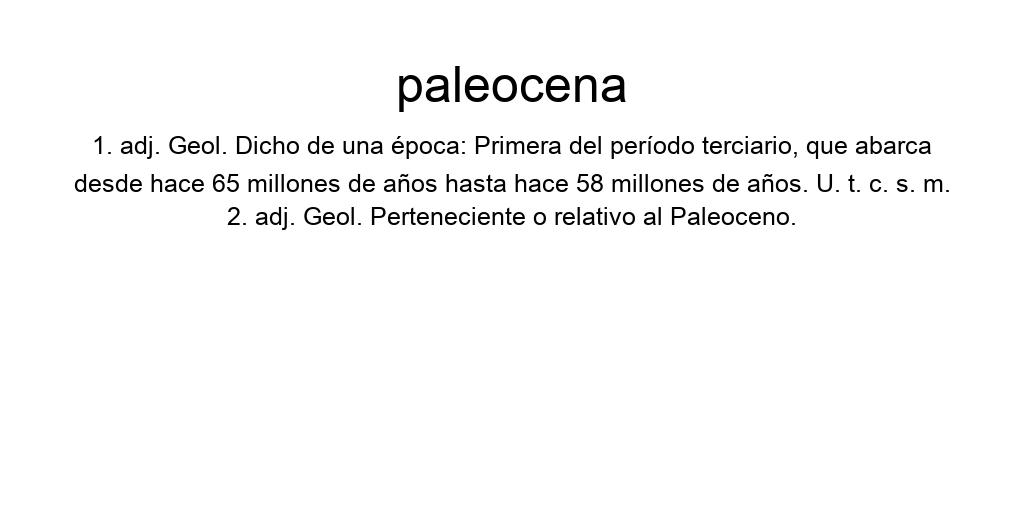 paleocena
1. adj. Geol. Dicho de una época: Primera del período terciario, que abarca
desde hace 65 millones de años hasta hace 58 millones de años. U. t. c. s. m.
2. adj. Geol. Perteneciente o relativo al Paleoceno.